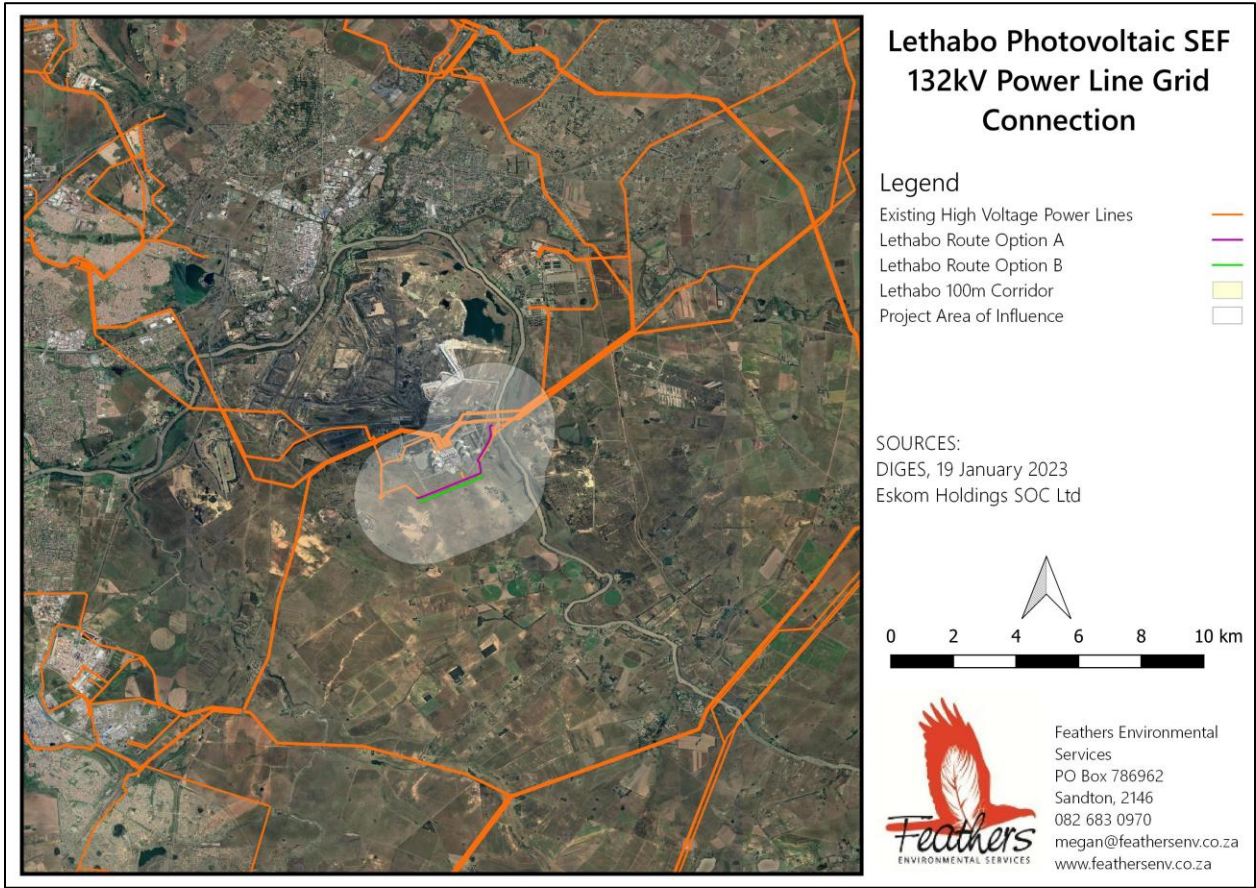 Lethabo Photovoltaic SEF
132kV Power Line Grid
Connection
Legend
Existing High Voltage Power Lines
Lethabo Route Option A
Lethabo Route Option B
Lethabo 100m Corridor
Project Area of Influence
SOURCES:
DIGES, 19 January 2023
Eskom Holdings SOC Ltd
0 2 4 6 8 10 km
Feathers
ENVIRONMENTAL SERVICES
Feathers Environmental
Services
PO Box 786962
Sandton, 2146
082 683 0970
megan@feathersenv.co.za
www.feathersenv.co.za